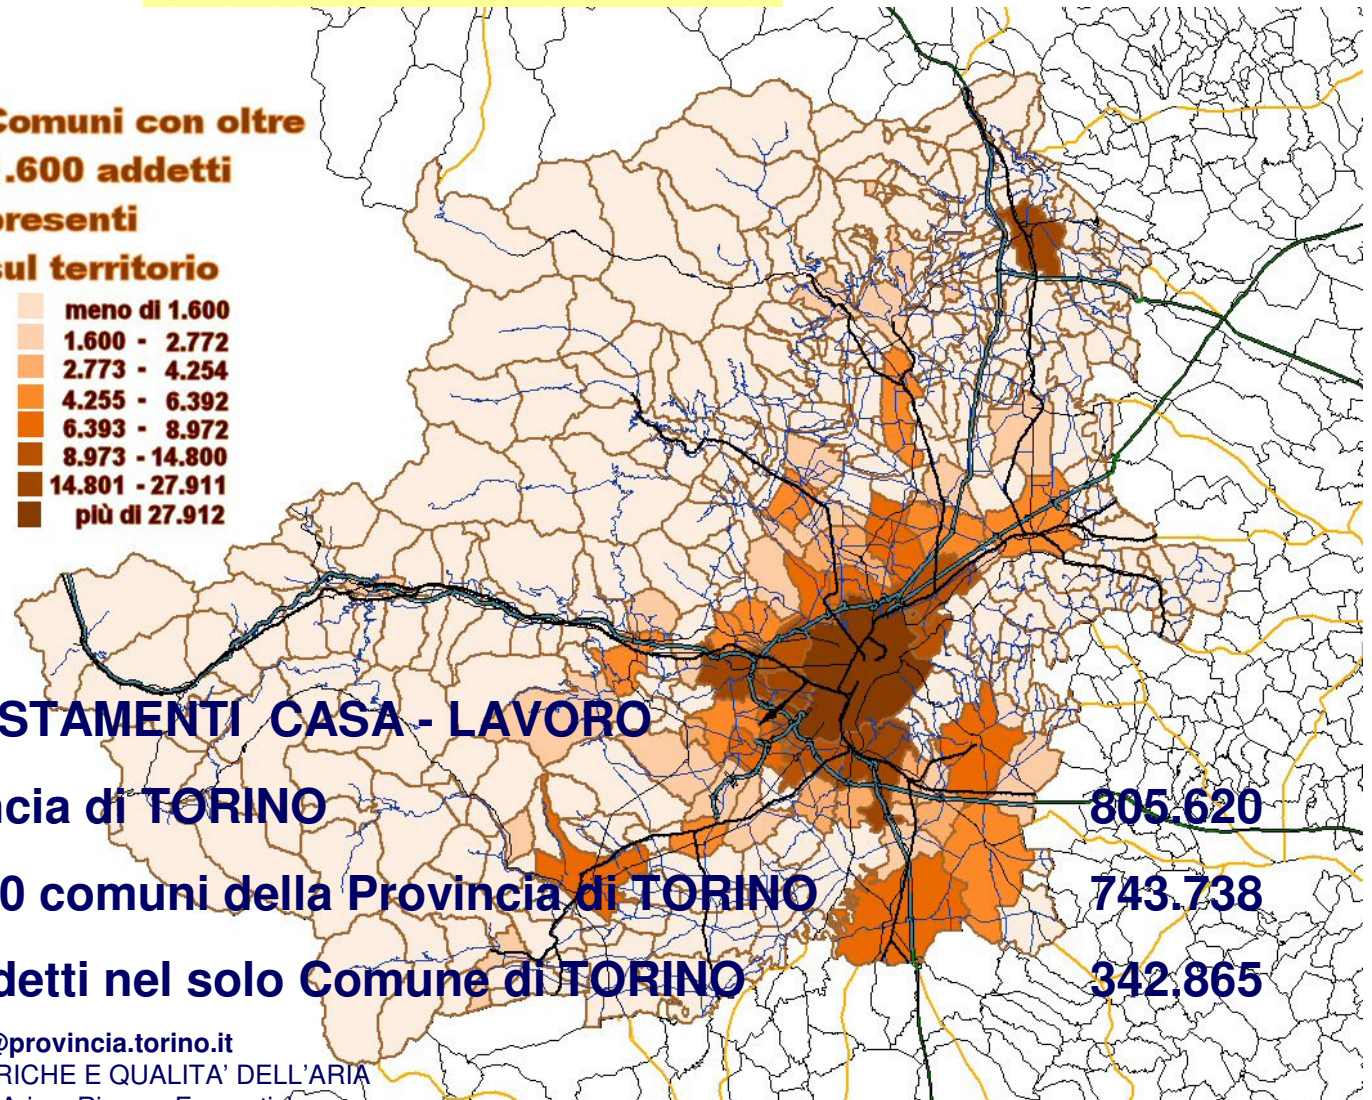 Comuni con oltre
1.600 addetti
presenti
sul territorio
meno di 1.600
1.600 - 2.772
2.773 - 4.254
4.255 - 6.392
6.393 - 8.972
8.973 - 14.800
14.801 - 27.911
più di 27.912
STAMENTI CASA - LAVORO
ncia di TORINO 805.620
0 comuni della Provincia di TORINO 743.738
detti nel solo Comune di TORINO 342.865
@provincia.torino.it
RICHE E QUALITA' DELL'ARIA